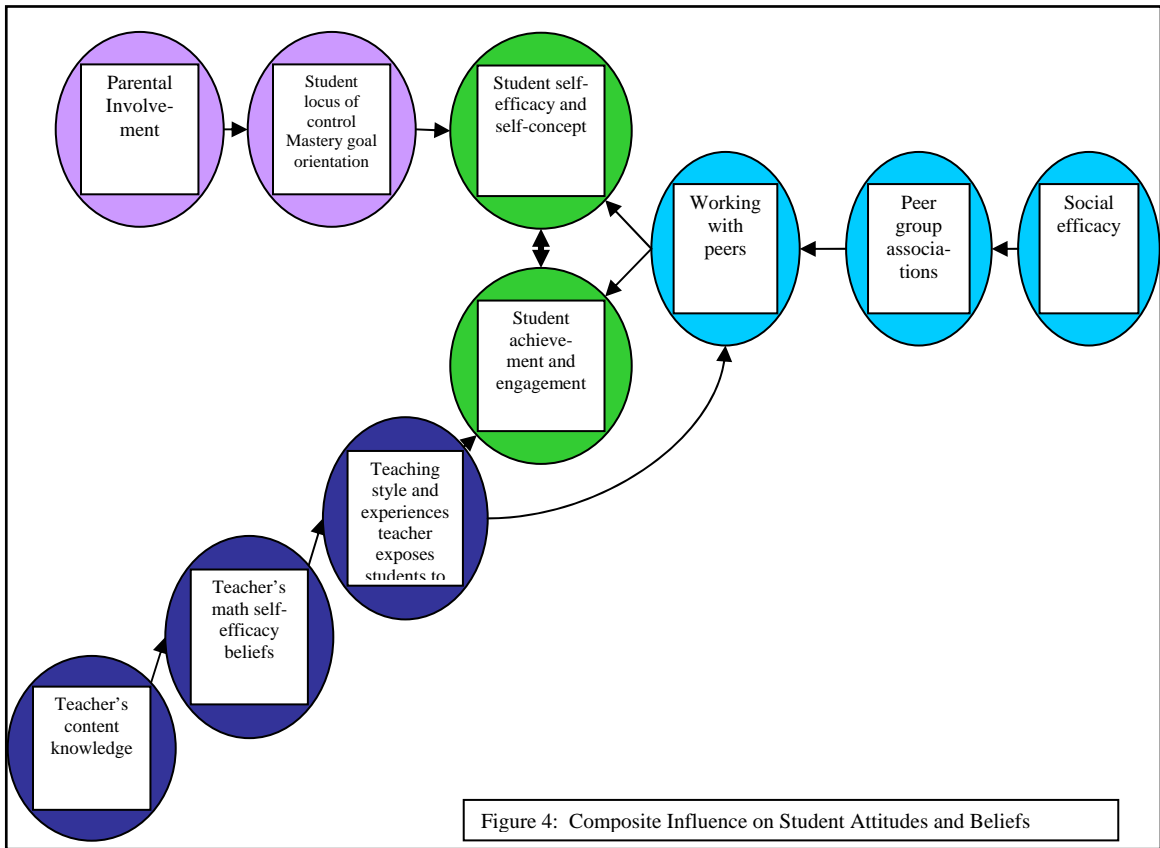 Parental
Involve-
ment
Student
locus of
control
Mastery goal
orientation
Student self-
efficacy and
self-concept
Working
with
peers
Peer
group
associa-
tions
Social
efficacy
Student
achieve-
ment and
engagement
Teaching
style and
experiences
teacher
exposes
students to
Teacher’s
math self-
efficacy
beliefs
Teacher’s
content
knowledge
Figure 4:  Composite Influence on Student Attitudes and Beliefs